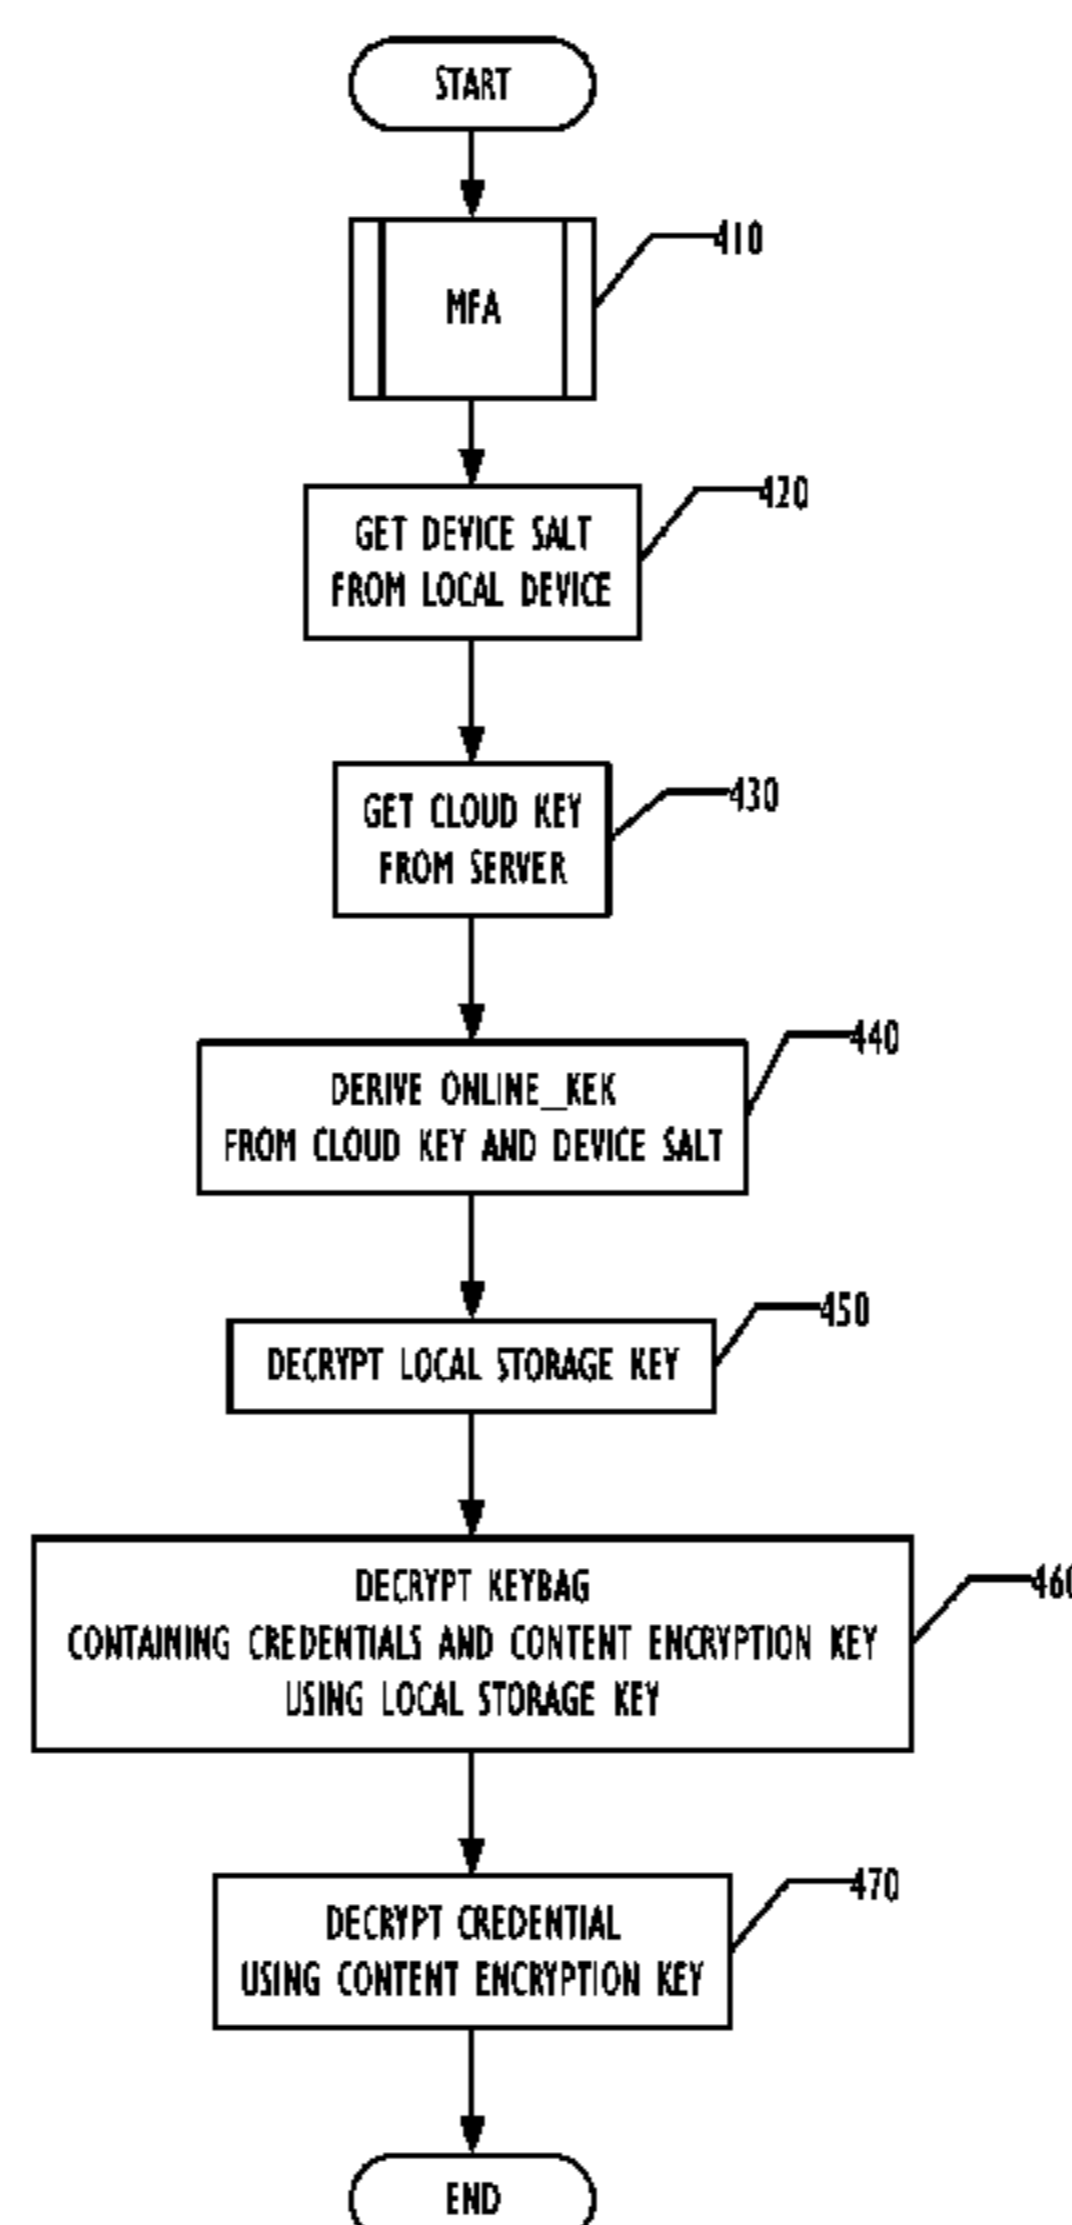 START
410
MFA
420
GET DEVICE SALT
FROM LOCAL DEVICE
430
GET CLOUD KEY
FROM SERVER
440
DERIVE ONLINE_KEK
FROM CLOUD KEY AND DEVICE SALT
450
DECRYPT LOCAL STORAGE KEY
460
DECRYPT KEYBAG
CONTAINING CREDENTIALS AND CONTENT ENCRYPTION KEY
USING LOCAL STORAGE KEY
470
DECRYPT CREDENTIAL
USING CONTENT ENCRYPTION KEY
END